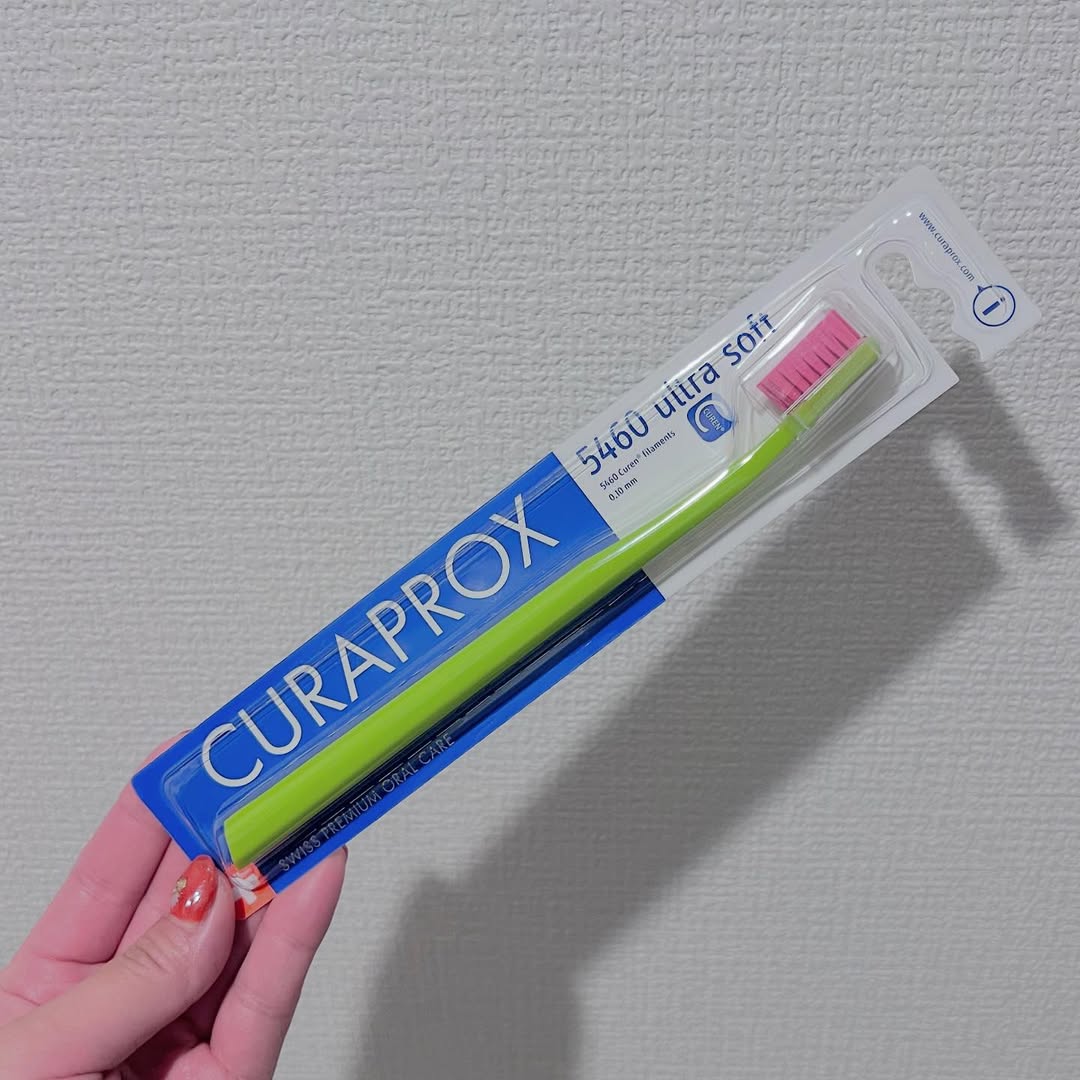 www.curaprox.com
i
5460 ultra soft
CUREN®
5460 Curen® filaments
0.10 mm
CURAPROX
SWISS PREMIUM ORAL CARE